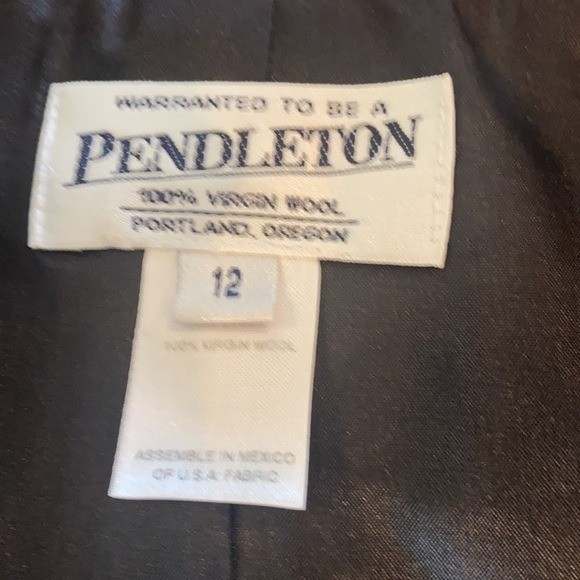 WARRANTED TO BE A
PENDLETON
100% VIRGIN WOOL
PORTLAND, OREGON
12
100% VIRGIN WOOL
ASSEMBLE IN MEXICO
OF U.S.A. FABRIC